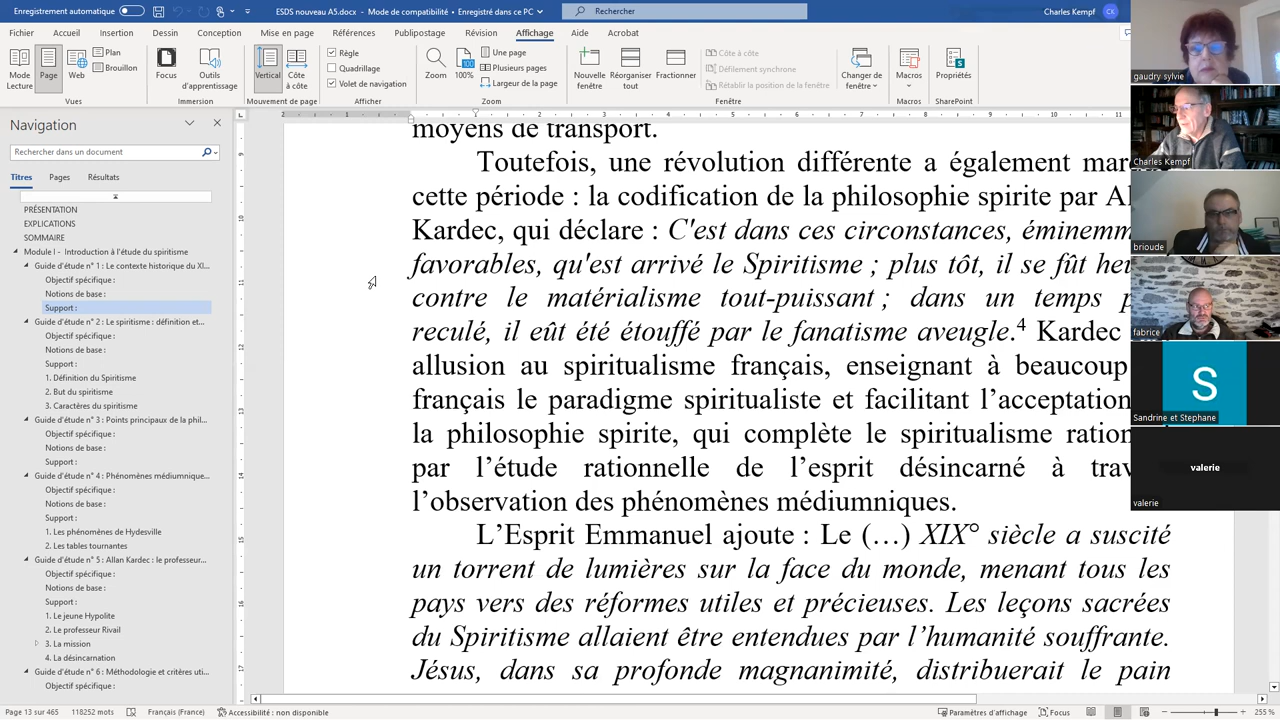 Enregistrement automatique
ESDS nouveau A5.docx - Mode de compatibilité • Enregistré dans ce PC
Rechercher
Charles Kempf
CK
Fichier
Accueil
Insertion
Dessin
Conception
Mise en page
Références
Publipostage
Révision
Affichage
Aide
Acrobat
Mode Lecture
Page
Web
Plan
Brouillon
Vues
Focus
Outils d'apprentissage
Immersion
Vertical
Côte à côte
Mouvement de page
Règle
Quadrillage
Volet de navigation
Afficher
Zoom
100%
Une page
Plusieurs pages
Largeur de la page
Zoom
Nouvelle fenêtre
Réorganiser tout
Fractionner
Côte à côte
Défilement synchrone
Rétablir la position de la fenêtre
Fenêtre
Changer de fenêtre
Macros
Macros
Propriétés
SharePoint
Navigation
Rechercher dans un document
Titres
Pages
Résultats
PRÉSENTATION
EXPLICATIONS
SOMMAIRE
Module I - Introduction à l'étude du spiritisme
Guide d'étude n° 1 : Le contexte historique du XI...
Objectif spécifique :
Notions de base :
Support :
Guide d'étude n° 2 : Le spiritisme : définition et...
Objectif spécifique :
Notions de base :
Support :
1. Définition du Spiritisme
2. But du spiritisme
3. Caractères du spiritisme
Guide d'étude n° 3 : Points principaux de la phil...
Objectif spécifique :
Notions de base :
Support :
Guide d'étude n° 4 : Phénomènes médiumnique...
Objectif spécifique :
Notions de base :
Support :
1. Les phénomènes de Hydesville
2. Les tables tournantes
Guide d'étude n° 5 : Allan Kardec : le professeur...
Objectif spécifique :
Notions de base :
Support :
1. Le jeune Hypolite
2. Le professeur Rivail
3. La mission
4. La désincarnation
Guide d'étude n° 6 : Méthodologie et critères uti...
Objectif spécifique :
moyens de transport.
Toutefois, une révolution différente a également mar
cette période : la codification de la philosophie spirite par Al
Kardec, qui déclare : C'est dans ces circonstances, éminemm
favorables, qu'est arrivé le Spiritisme ; plus tôt, il se fût heu
contre le matérialisme tout-puissant ; dans un temps p
reculé, il eût été étouffé par le fanatisme aveugle.4 Kardec
allusion au spiritualisme français, enseignant à beaucoup
français le paradigme spiritualiste et facilitant l’acceptation
la philosophie spirite, qui complète le spiritualisme ration
par l’étude rationnelle de l’esprit désincarné à trav
l’observation des phénomènes médiumniques.
L’Esprit Emmanuel ajoute : Le (…) XIX° siècle a suscité
un torrent de lumières sur la face du monde, menant tous les
pays vers des réformes utiles et précieuses. Les leçons sacrées
du Spiritisme allaient être entendues par l’humanité souffrante.
Jésus, dans sa profonde magnanimité, distribuerait le pain
gaudry sylvie
Charles Kempf
brioude
fabrice
S
Sandrine et Stephane
valerie
valerie
Page 13 sur 465
118252 mots
Français (France)
Accessibilité : non disponible
Paramètres d'affichage
Focus
255 %